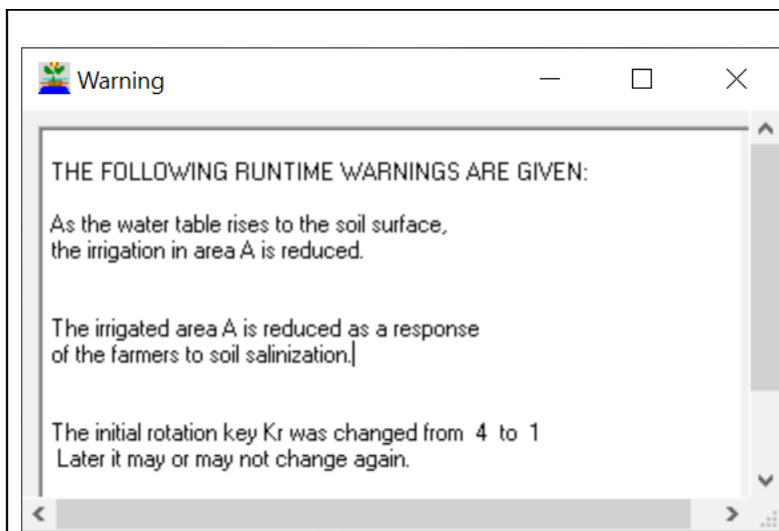 Warning
THE FOLLOWING RUNTIME WARNINGS ARE GIVEN:
As the water table rises to the soil surface,
the irrigation in area A is reduced.
The irrigated area A is reduced as a response
of the farmers to soil salinization.
The initial rotation key Kr was changed from 4 to 1
Later it may or may not change again.